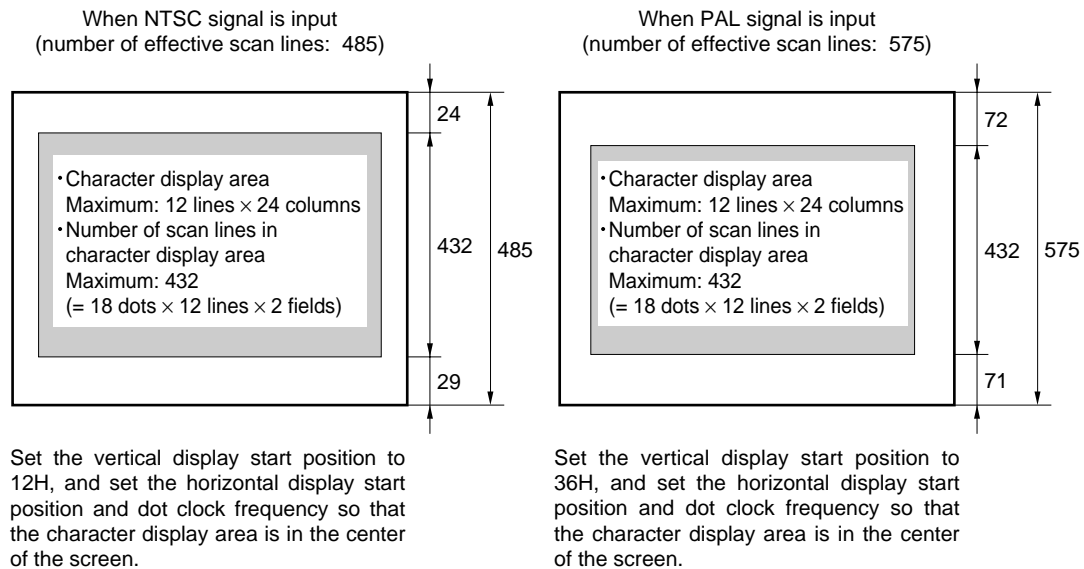 When NTSC signal is input
(number of effective scan lines:  485)
24
·Character display area
Maximum: 12 lines × 24 columns
·Number of scan lines in
character display area
Maximum: 432
(= 18 dots × 12 lines × 2 fields)
432
485
29
Set the vertical display start position to
12H, and set the horizontal display start
position and dot clock frequency so that
the character display area is in the center
of the screen.
When PAL signal is input
(number of effective scan lines:  575)
72
·Character display area
Maximum: 12 lines × 24 columns
·Number of scan lines in
character display area
Maximum: 432
(= 18 dots × 12 lines × 2 fields)
432
575
71
Set the vertical display start position to
36H, and set the horizontal display start
position and dot clock frequency so that
the character display area is in the center
of the screen.